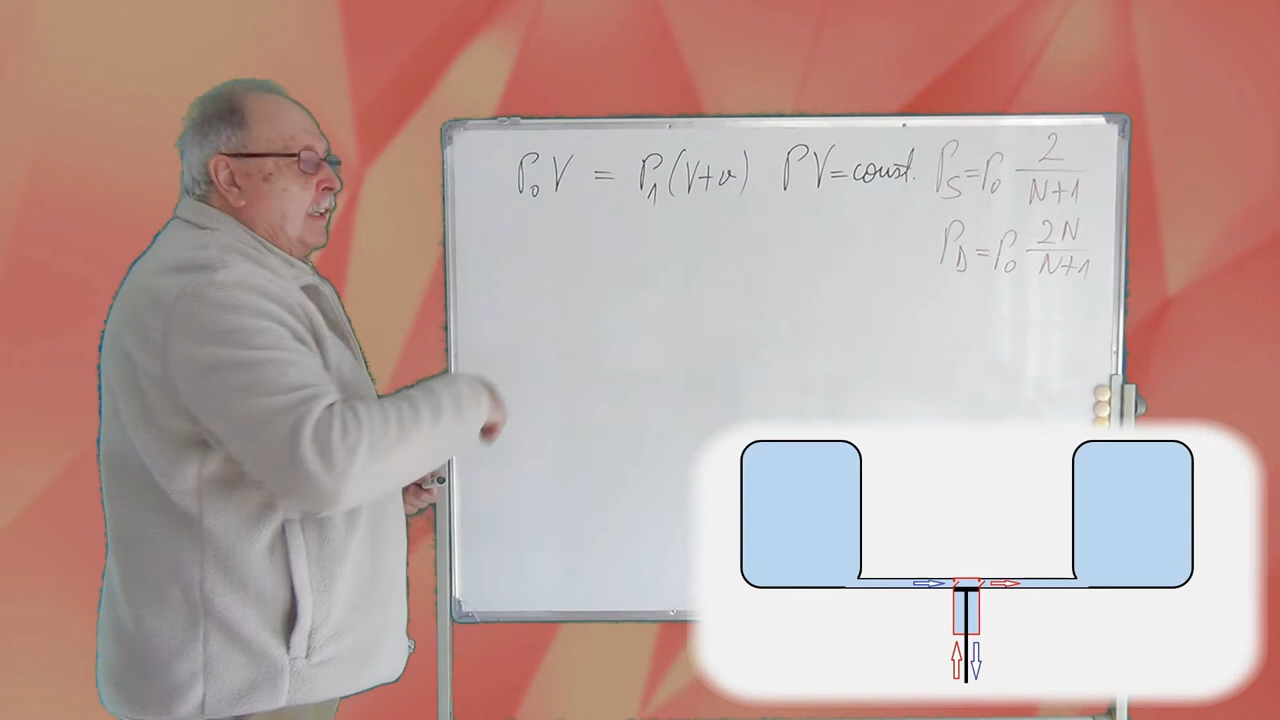 P₀V = P₁(V+v) PV=const. P_S=P₀ 2/(N+1)
P_D=P₀ 2N/(N+1)